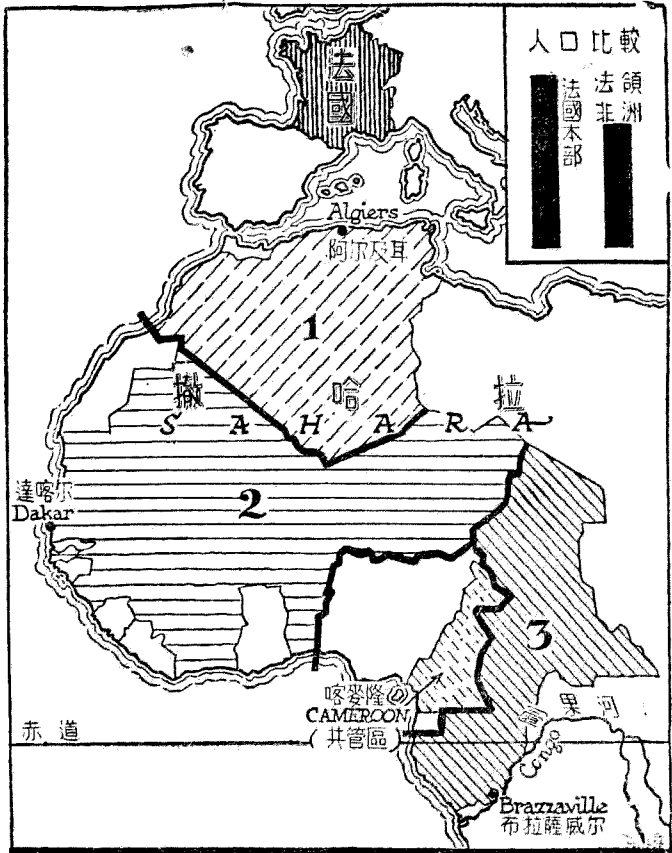 人口比較
法國本部
法領非洲
法國
Algiers
阿尔及耳
1
撒哈拉
SAHARA
達喀尔
Dakar
2
3
喀麥隆
CAMEROON
(共管區)
赤道
剛果河
Congo
Brazzaville
布拉薩威尔